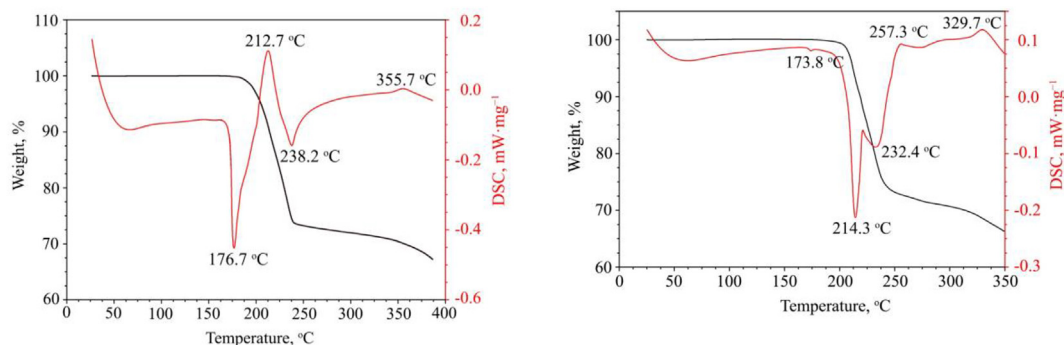 110
100
90
80
70
60
Weight, %
0 50 100 150 200 250 300 350 400
Temperature, °C
0.2
0.0
-0.2
-0.4
-0.6
DSC, mW·mg⁻¹
212.7 °C
355.7 °C
238.2 °C
176.7 °C
100
90
80
70
60
Weight, %
0 50 100 150 200 250 300 350
Temperature, °C
0.1
0.0
-0.1
-0.2
-0.3
DSC, mW·mg⁻¹
257.3 °C
329.7 °C
173.8 °C
232.4 °C
214.3 °C